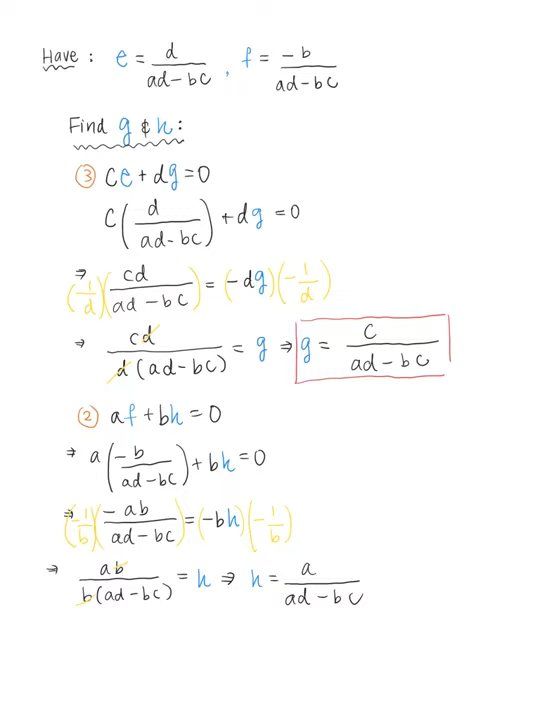 Have: e = d/(ad-bc), f = -b/(ad-bc)
Find g & h:
③ Ce + dg = 0
C(d/(ad-bc)) + dg = 0
⇒ (1/d)(cd/(ad-bc)) = (-dg)(-1/d)
⇒ cd/(d(ad-bc)) = g ⇒ g = c/(ad-bc)
② af + bh = 0
⇒ a(-b/(ad-bc)) + bh = 0
⇒ (-1/b)(-ab/(ad-bc)) = (-bh)(-1/b)
⇒ ab/(b(ad-bc)) = h ⇒ h = a/(ad-bc)